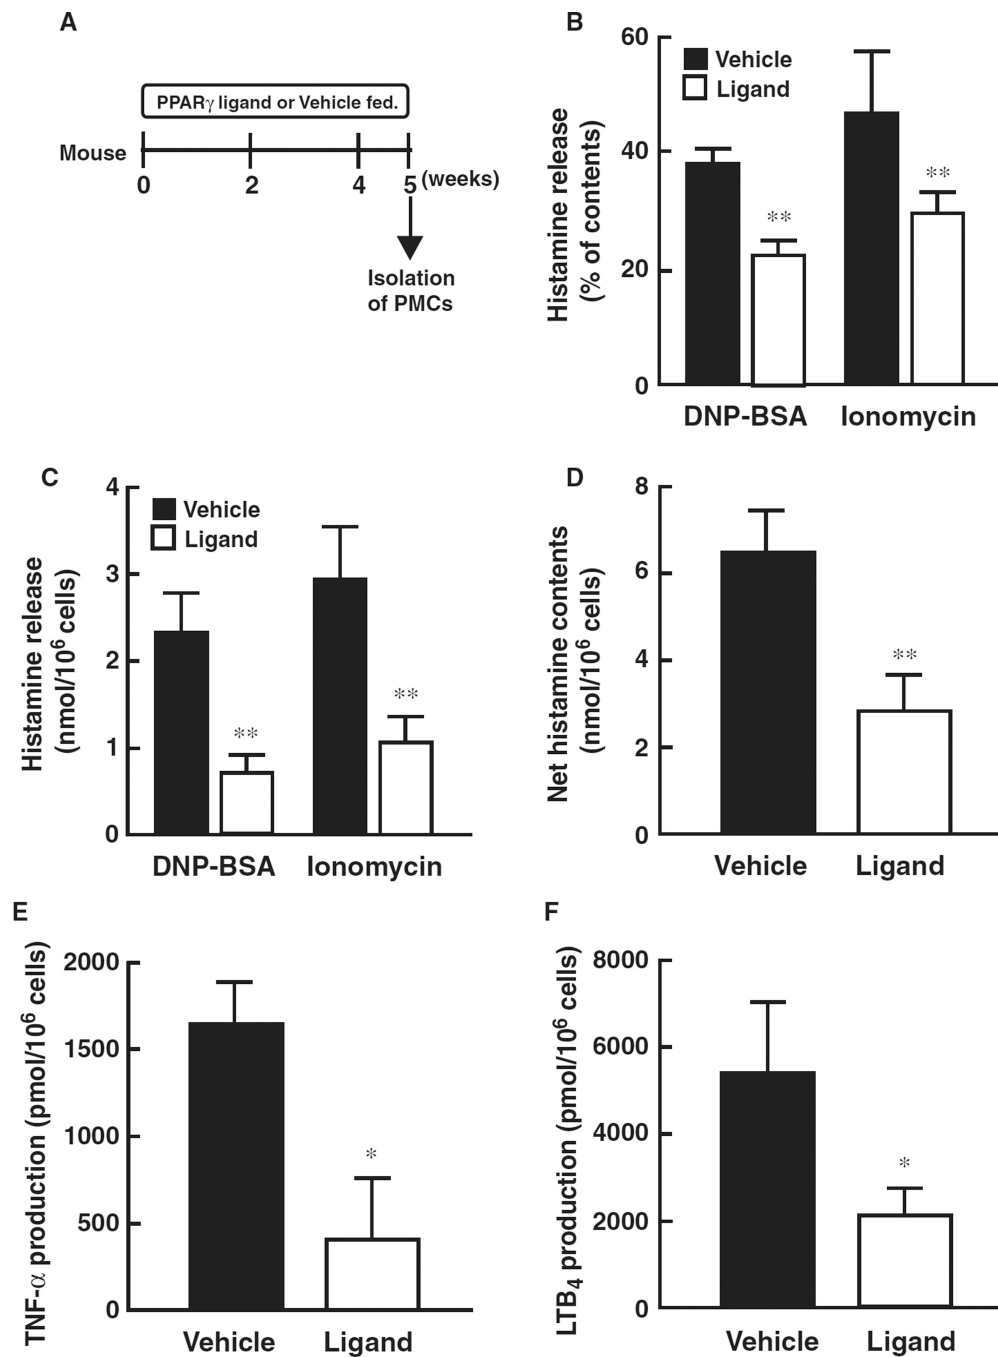 A
PPARγ ligand or Vehicle fed.
Mouse
0 2 4 5 (weeks)
Isolation
of PMCs
B
Histamine release
(% of contents)
60
40
20
0
Vehicle
Ligand
**
**
DNP-BSA Ionomycin
C
Histamine release
(nmol/10⁶ cells)
4
3
2
1
0
Vehicle
Ligand
**
**
DNP-BSA Ionomycin
D
Net histamine contents
(nmol/10⁶ cells)
8
6
4
2
0
**
Vehicle Ligand
E
TNF-α production (pmol/10⁶ cells)
2000
1500
1000
500
0
*
Vehicle Ligand
F
LTB₄ production (pmol/10⁶ cells)
8000
6000
4000
2000
0
*
Vehicle Ligand